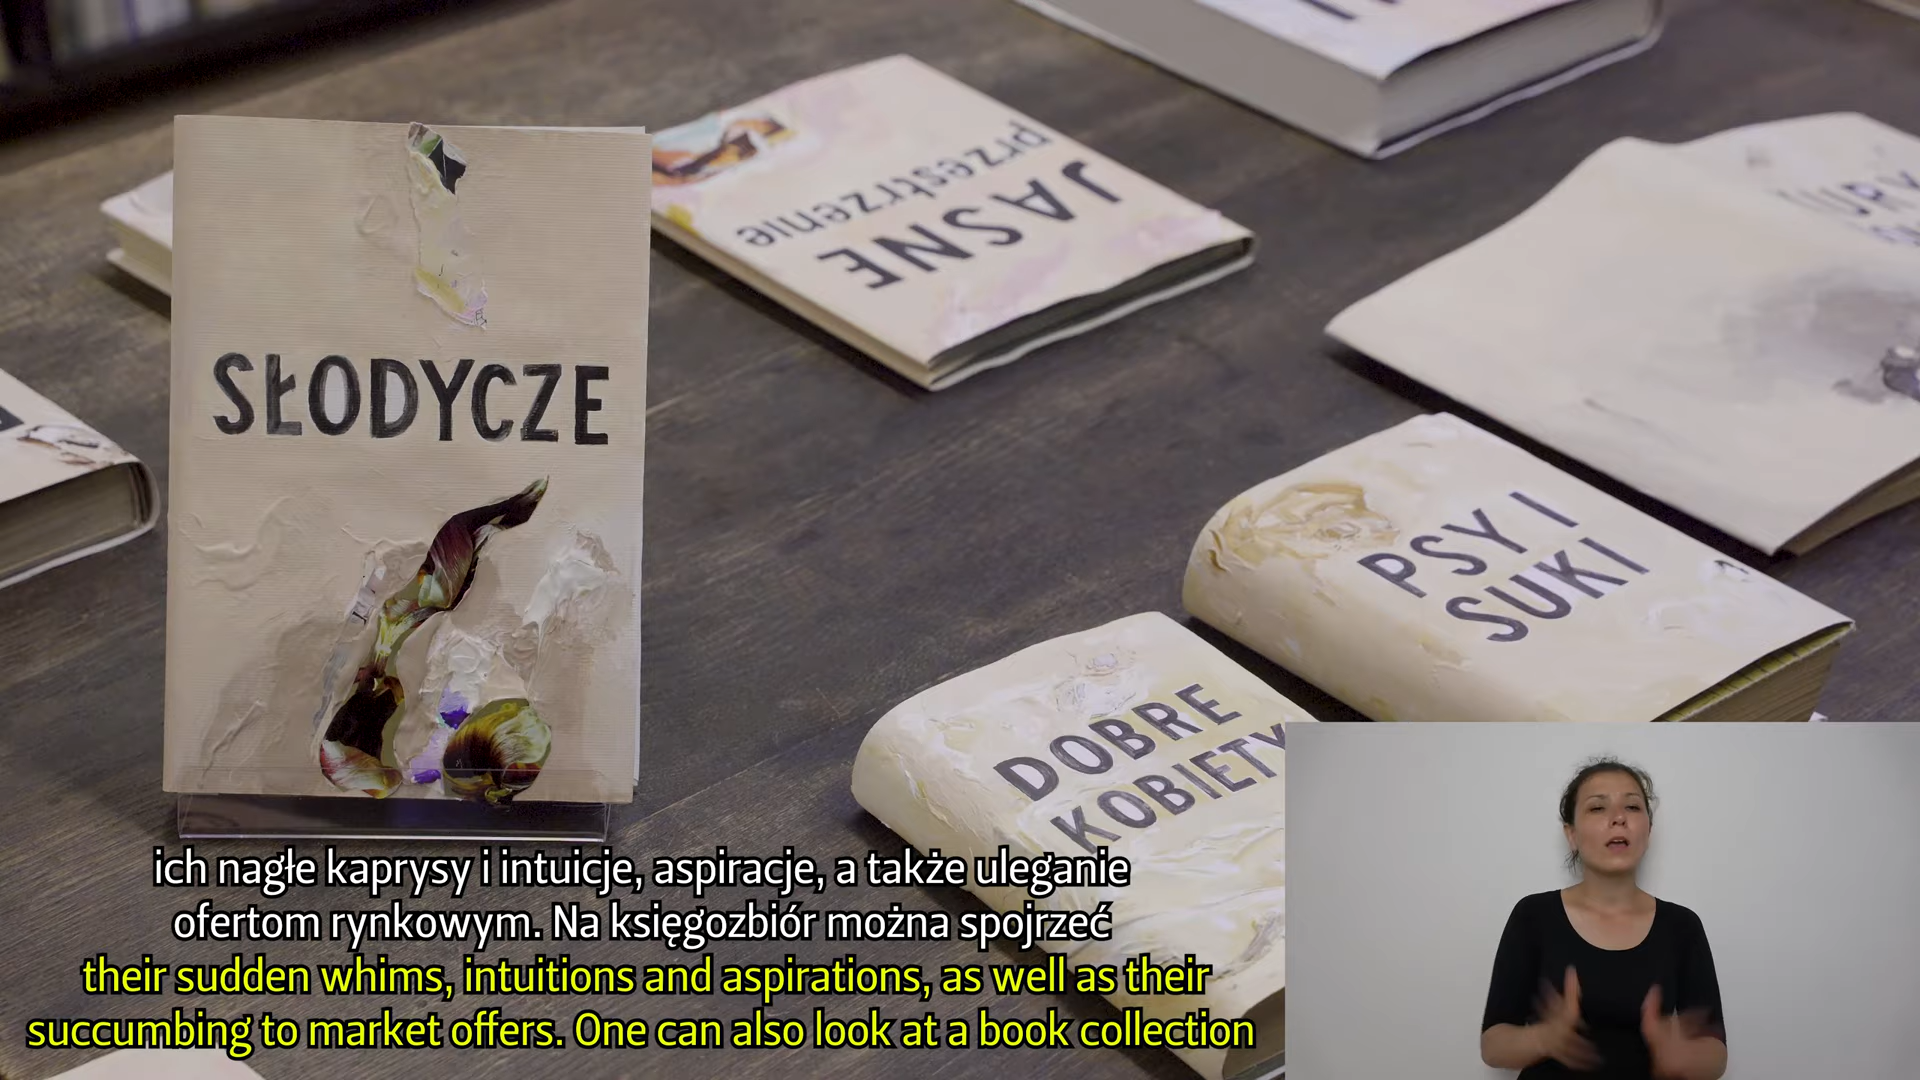 SŁODYCZE
JASNE
przestrzenie
PSY I
SUKI
DOBRE
KOBIETY
ich nagłe kaprysy i intuicje, aspiracje, a także uleganie
ofertom rynkowym. Na księgozbiór można spojrzeć
their sudden whims, intuitions and aspirations, as well as their
succumbing to market offers. One can also look at a book collection